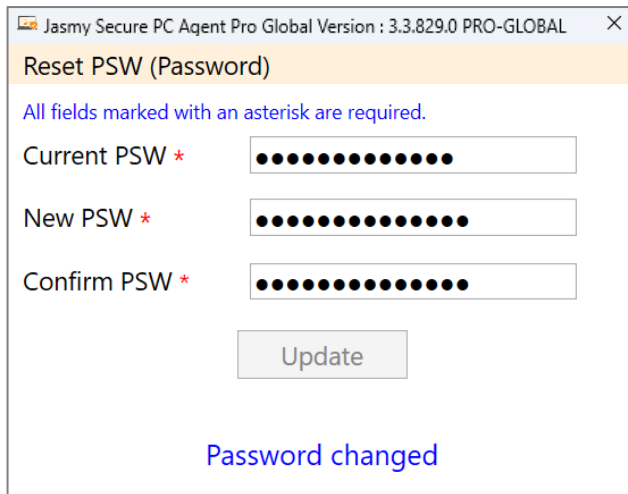 Jasmy Secure PC Agent Pro Global Version : 3.3.829.0 PRO-GLOBAL
Reset PSW (Password)
All fields marked with an asterisk are required.
Current PSW * ●●●●●●●●●●●●●
New PSW * ●●●●●●●●●●●●●●
Confirm PSW * ●●●●●●●●●●●●●●
Update
Password changed